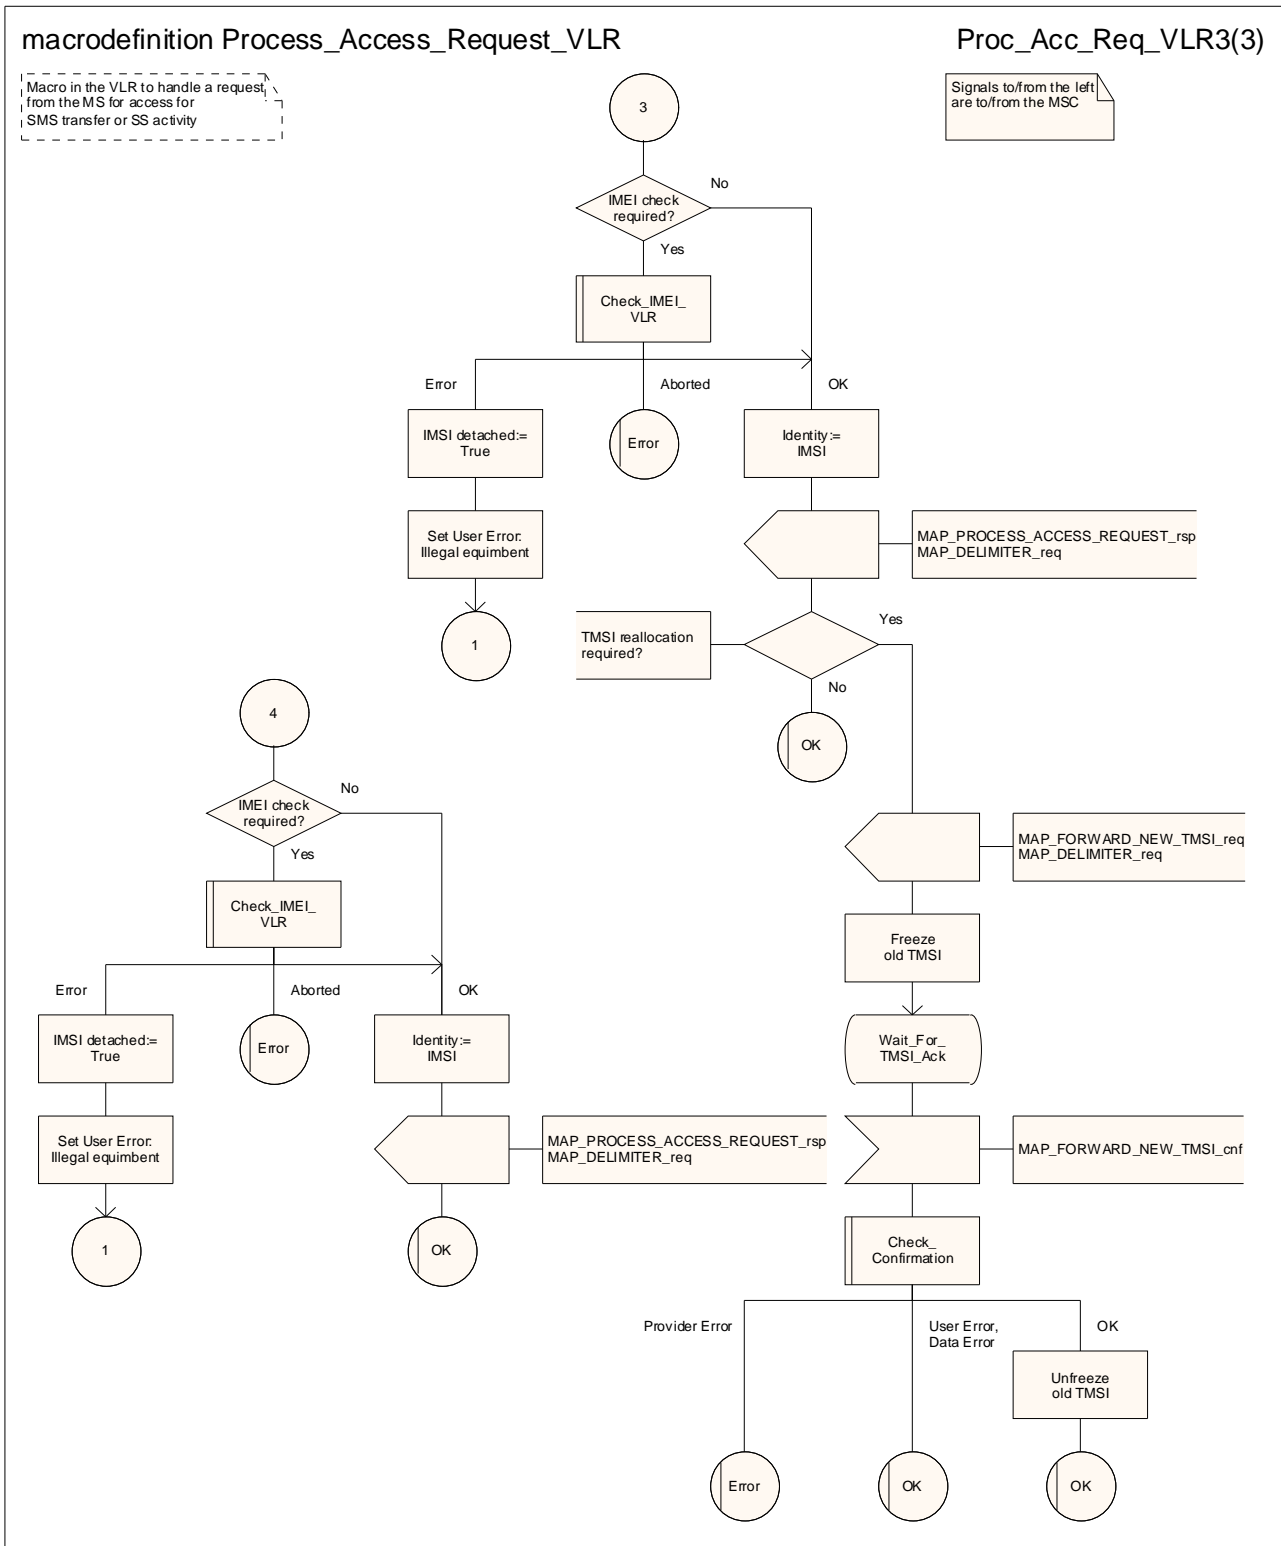 macrodefinition Process_Access_Request_VLR
Proc_Acc_Req_VLR3(3)
Macro in the VLR to handle a request
from the MS for access for
SMS transfer or SS activity
Signals to/from the left
are to/from the MSC
3
IMEI check
required?
No
Yes
Check_IMEI_
VLR
Error
Aborted
OK
IMSI detached:=
True
Error
Identity:=
IMSI
Set User Error:
Illegal equimbent
MAP_PROCESS_ACCESS_REQUEST_rsp
MAP_DELIMITER_req
1
TMSI reallocation
required?
Yes
No
OK
4
IMEI check
required?
No
Yes
Check_IMEI_
VLR
Error
Aborted
OK
IMSI detached:=
True
Error
Identity:=
IMSI
Set User Error:
Illegal equimbent
MAP_PROCESS_ACCESS_REQUEST_rsp
MAP_DELIMITER_req
1
OK
MAP_FORWARD_NEW_TMSI_req
MAP_DELIMITER_req
Freeze
old TMSI
Wait_For_
TMSI_Ack
MAP_FORWARD_NEW_TMSI_cnf
Check_
Confirmation
Provider Error
User Error,
Data Error
OK
Unfreeze
old TMSI
Error
OK
OK